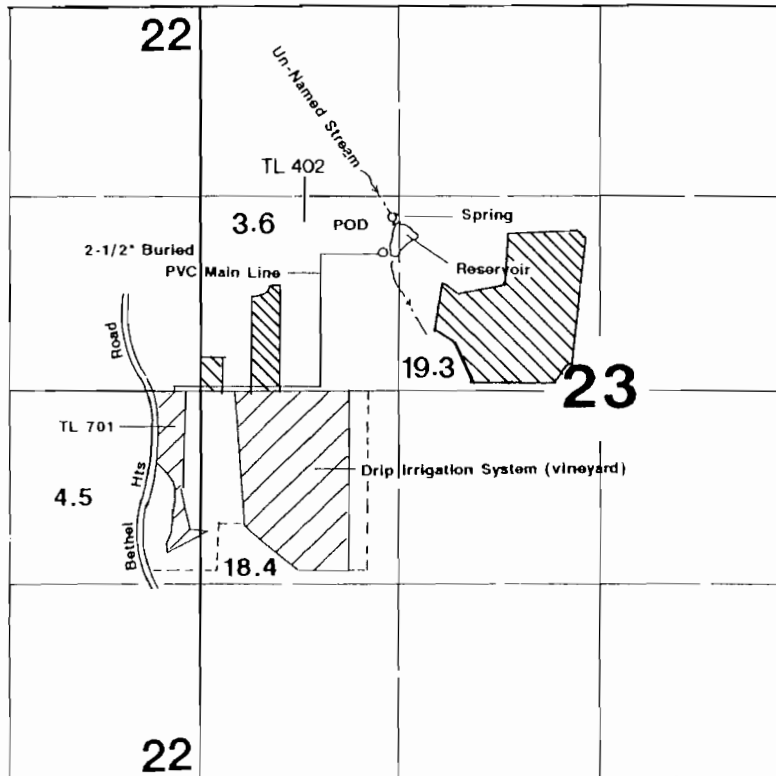 22
Un-Named Stream
TL 402
3.6
POD
Spring
2-1/2" Buried
PVC Main Line
Reservoir
Road
19.3
23
TL 701
Drip Irrigation System (vineyard)
Hts
4.5
Bethel
18.4
22